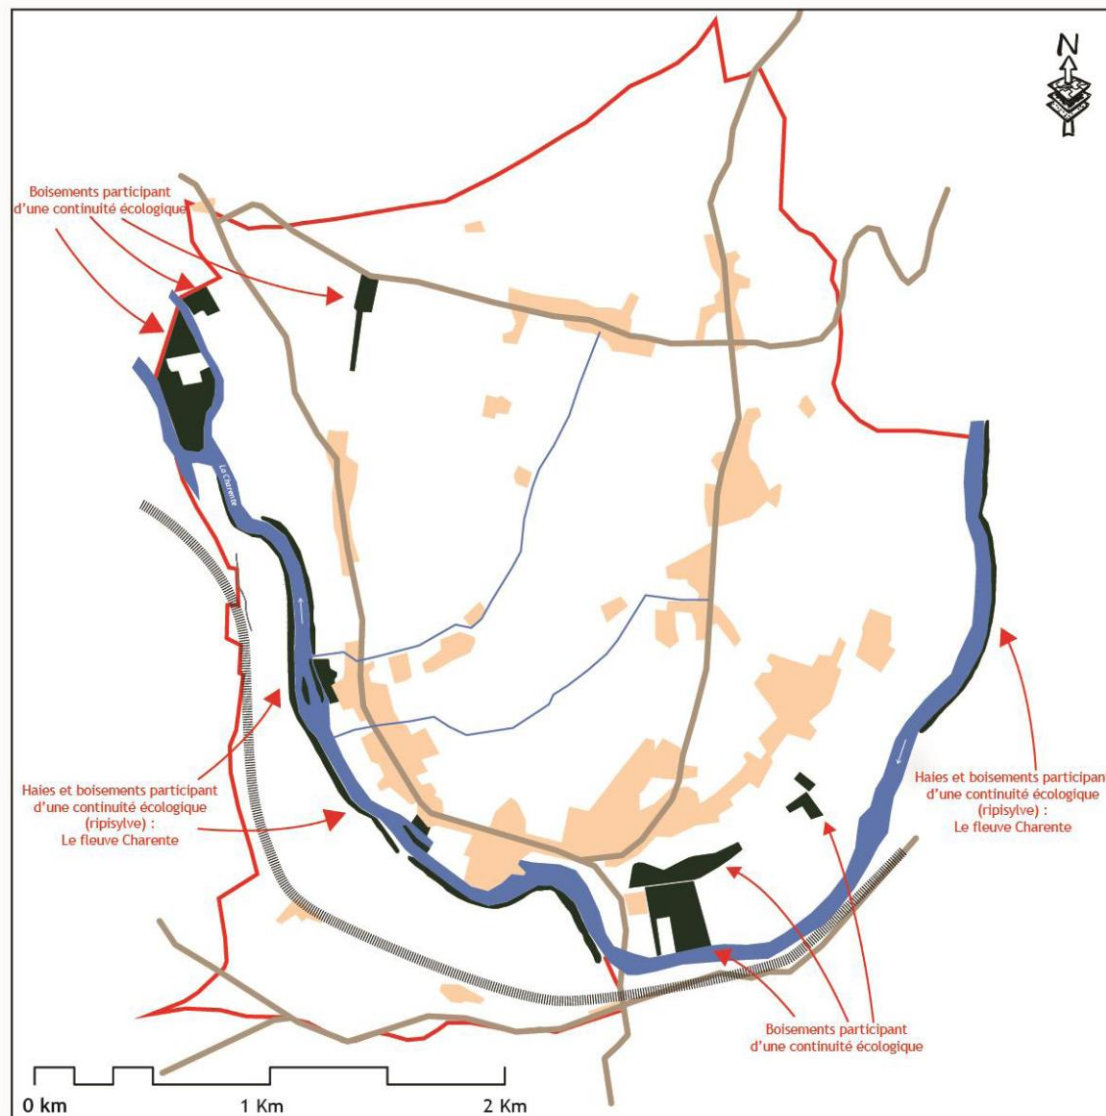 N
Boisements participant
d'une continuité écologique
La Charente
Haies et boisements participant
d'une continuité écologique
(ripisylve) :
Le fleuve Charente
Haies et boisements participant
d'une continuité écologique
(ripisylve) :
Le fleuve Charente
Boisements participant
d'une continuité écologique
0 km
1 Km
2 Km